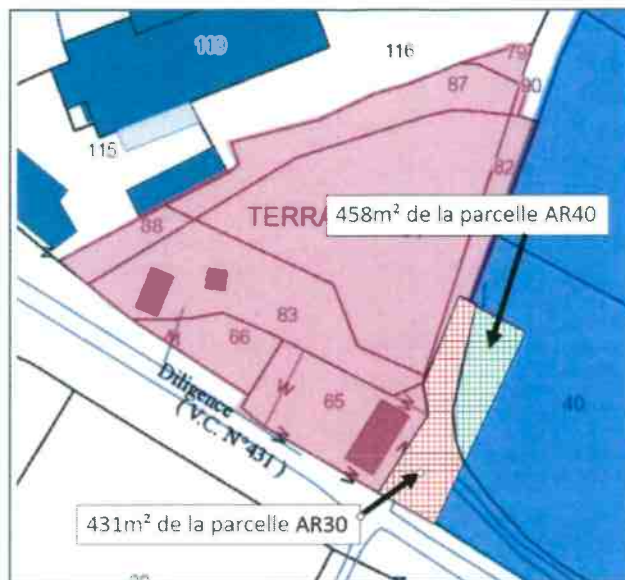 119
116
79
87
90
115
82
TERRA
458m² de la parcelle AR40
88
83
66
Diligence
( V.C. N°431 )
65
40
431m² de la parcelle AR30